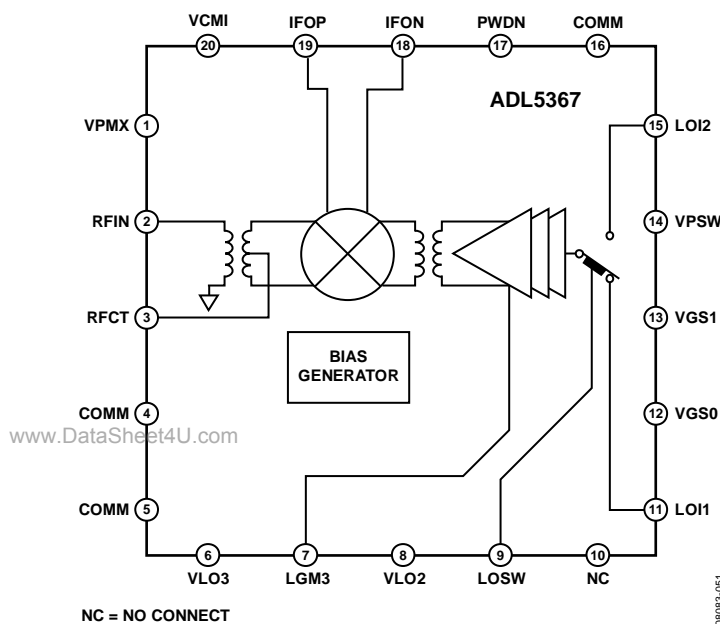 VCMI IFOP IFON PWDN COMM
20 19 18 17 16
ADL5367
VPMX 1
15 LOI2
RFIN 2
14 VPSW
RFCT 3
13 VGS1
BIAS
GENERATOR
COMM 4
12 VGS0
www.DataSheet4U.com
COMM 5
11 LOI1
6 7 8 9 10
VLO3 LGM3 VLO2 LOSW NC
NC = NO CONNECT
08083-051